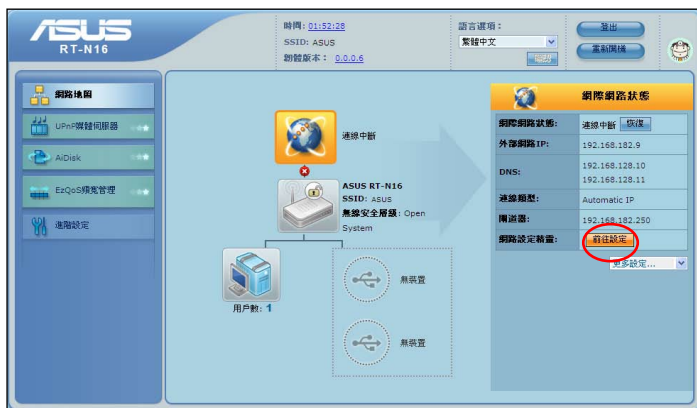 ASUS
RT-N16
時間: 01:52:28
SSID: ASUS
韌體版本: 0.0.0.6
語言選項:
繁體中文
登出
重新開機
網路地圖
UPnP媒體伺服器
AiDisk
EzQoS頻寬管理
進階設定
連線中斷
ASUS RT-N16
SSID: ASUS
無線安全層級: Open
System
用戶數: 1
無裝置
無裝置
網際網路狀態
網際網路狀態: 連線中斷 恢復
外部網路IP: 192.168.182.9
DNS: 192.168.128.10
192.168.128.11
連線類型: Automatic IP
閘道器: 192.168.182.250
網路設定精靈: 前往設定
更多設定...